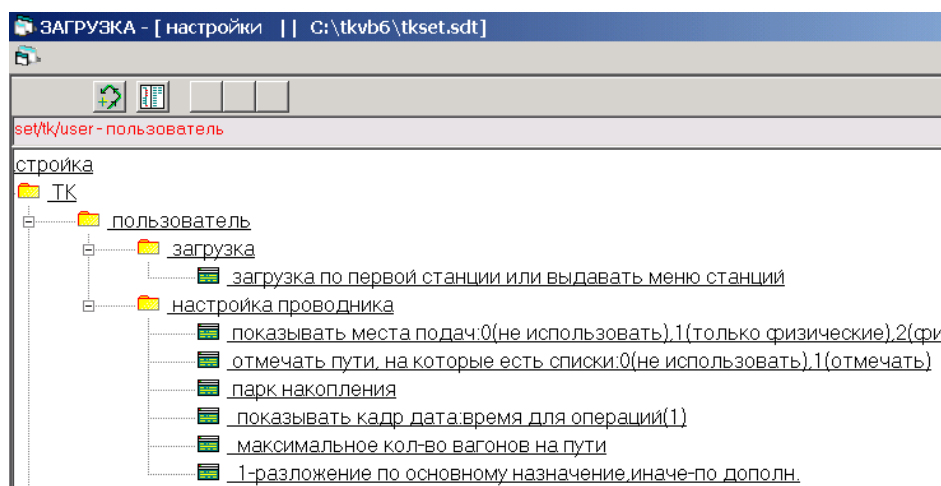 ЗАГРУЗКА - [ настройки || C:\tkvb6\tkset.sdt]
set/tk/user - пользователь
стройка
ТК
пользователь
загрузка
загрузка по первой станции или выдавать меню станций
настройка проводника
показывать места подач:0(не использовать),1(только физические),2(фи
отмечать пути, на которые есть списки:0(не использовать),1(отмечать)
парк накопления
показывать кадр дата:время для операций(1)
максимальное кол-во вагонов на пути
1-разложение по основному назначение,иначе-по дополн.